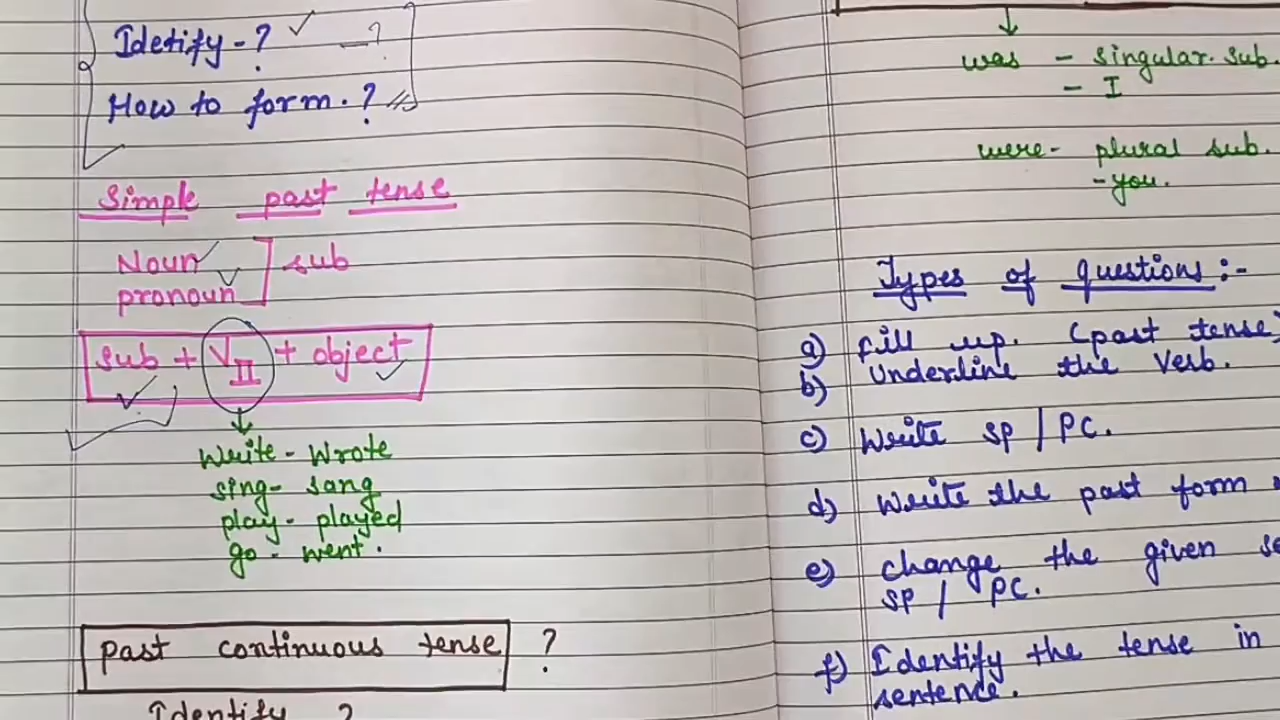 Idetify - ? — ?
How to form. ?
Simple past tense
Noun
pronoun
sub
sub + V II + object
Write - Wrote
sing - sang
play - played
go - went.
past continuous tense ?
Identify ?
was - singular sub.
- I
were - plural sub.
- you.
Types of questions :-
a) fill up. (past tense)
b) Underline the Verb.
c) Write SP / PC.
d) Write the past form
e) change the given
SP / PC.
f) Identify the tense in
sentence.